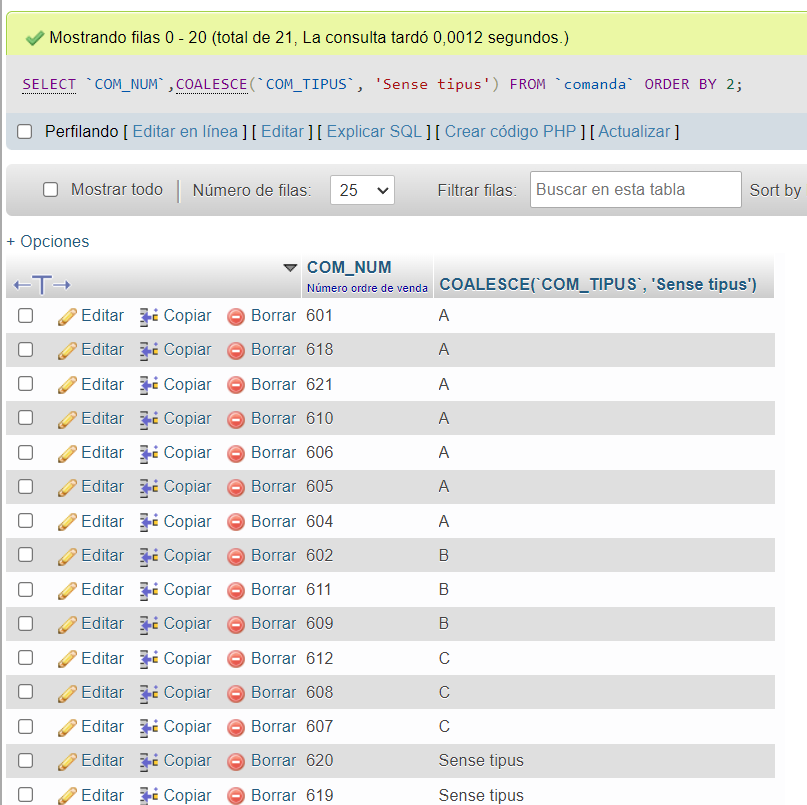 Mostrando filas 0 - 20 (total de 21, La consulta tardó 0,0012 segundos.)
SELECT `COM_NUM`,COALESCE(`COM_TIPUS`, 'Sense tipus') FROM `comanda` ORDER BY 2;
Perfilando [ Editar en línea ] [ Editar ] [ Explicar SQL ] [ Crear código PHP ] [ Actualizar ]
Mostrar todo Número de filas: 25 Filtrar filas: Buscar en esta tabla Sort by
+ Opciones
COM_NUM
Número ordre de venda COALESCE(`COM_TIPUS`, 'Sense tipus')
Editar Copiar Borrar 601 A
Editar Copiar Borrar 618 A
Editar Copiar Borrar 621 A
Editar Copiar Borrar 610 A
Editar Copiar Borrar 606 A
Editar Copiar Borrar 605 A
Editar Copiar Borrar 604 A
Editar Copiar Borrar 602 B
Editar Copiar Borrar 611 B
Editar Copiar Borrar 609 B
Editar Copiar Borrar 612 C
Editar Copiar Borrar 608 C
Editar Copiar Borrar 607 C
Editar Copiar Borrar 620 Sense tipus
Editar Copiar Borrar 619 Sense tipus